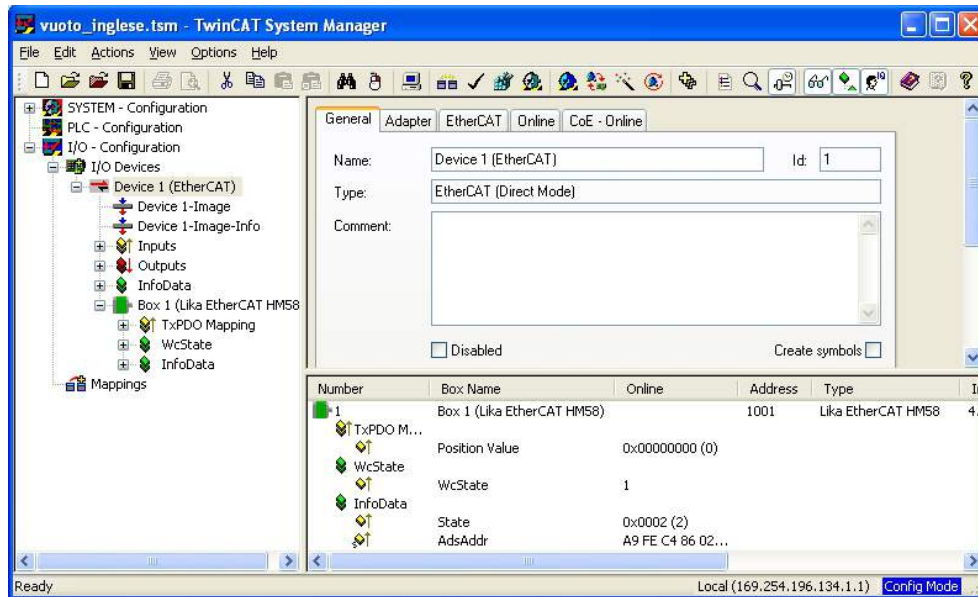 vuoto_inglese.tsm - TwinCAT System Manager
File Edit Actions View Options Help
SYSTEM - Configuration
PLC - Configuration
I/O - Configuration
I/O Devices
Device 1 (EtherCAT)
Device 1-Image
Device 1-Image-Info
Inputs
Outputs
InfoData
Box 1 (Lika EtherCAT HM58
TxPDO Mapping
WcState
InfoData
Mappings
General Adapter EtherCAT Online CoE - Online
Name: Device 1 (EtherCAT) Id: 1
Type: EtherCAT (Direct Mode)
Comment:
Disabled Create symbols
Number Box Name Online Address Type
1 Box 1 (Lika EtherCAT HM58) 1001 Lika EtherCAT HM58 4.
TxPDO M...
Position Value 0x00000000 (0)
WcState
WcState 1
InfoData
State 0x0002 (2)
AdsAddr A9 FE C4 86 02...
Ready Local (169.254.196.134.1.1) Config Mode